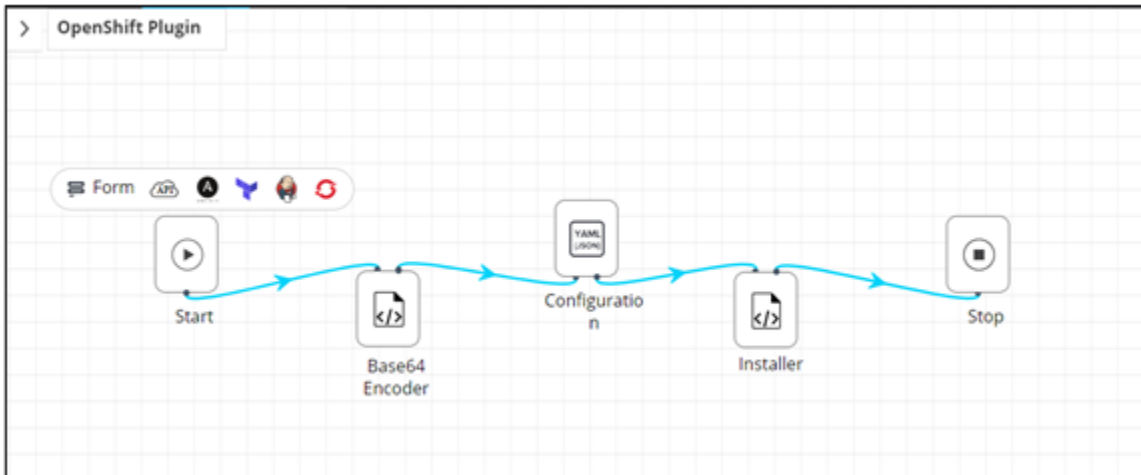 OpenShift Plugin
Form
API
A
YAML
(JSON)
Start
Base64
Encoder
Configuratio
n
Installer
Stop